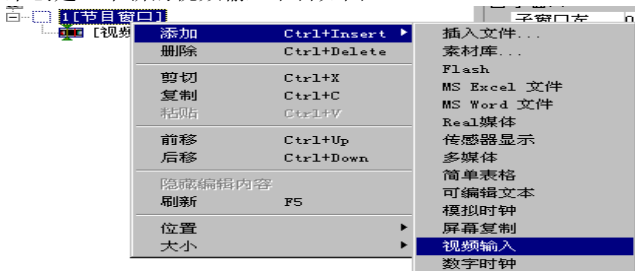 1[节目窗口]
[视频
子窗口左
添加 Ctrl+Insert
删除 Ctrl+Delete
剪切 Ctrl+X
复制 Ctrl+C
粘贴 Ctrl+V
前移 Ctrl+Up
后移 Ctrl+Down
隐藏编辑内容
刷新 F5
位置
大小
插入文件...
素材库...
Flash
MS Excel 文件
MS Word 文件
Real媒体
传感器显示
多媒体
简单表格
可编辑文本
模拟时钟
屏幕复制
视频输入
数字时钟